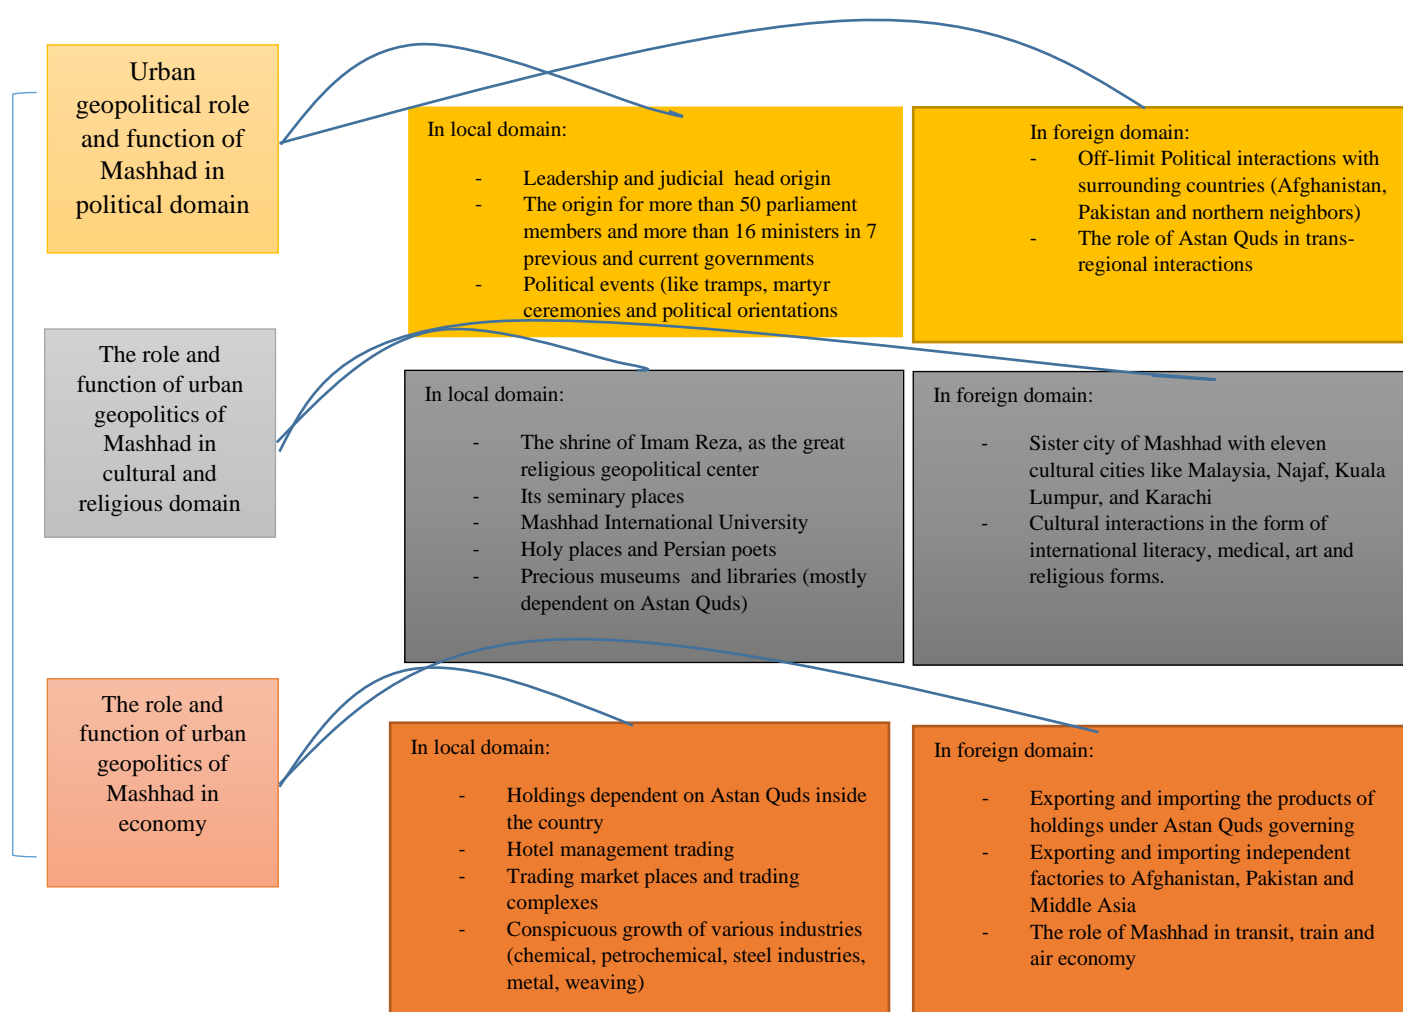 Urban
geopolitical role
and function of
Mashhad in
political domain
In local domain:
- Leadership and judicial head origin
- The origin for more than 50 parliament
members and more than 16 ministers in 7
previous and current governments
- Political events (like tramps, martyr
ceremonies and political orientations
In foreign domain:
- Off-limit Political interactions with
surrounding countries (Afghanistan,
Pakistan and northern neighbors)
- The role of Astan Quds in trans-
regional interactions
The role and
function of urban
geopolitics of
Mashhad in
cultural and
religious domain
In local domain:
- The shrine of Imam Reza, as the great
religious geopolitical center
- Its seminary places
- Mashhad International University
- Holy places and Persian poets
- Precious museums and libraries (mostly
dependent on Astan Quds)
In foreign domain:
- Sister city of Mashhad with eleven
cultural cities like Malaysia, Najaf, Kuala
Lumpur, and Karachi
- Cultural interactions in the form of
international literacy, medical, art and
religious forms.
The role and
function of urban
geopolitics of
Mashhad in
economy
In local domain:
- Holdings dependent on Astan Quds inside
the country
- Hotel management trading
- Trading market places and trading
complexes
- Conspicuous growth of various industries
(chemical, petrochemical, steel industries,
metal, weaving)
In foreign domain:
- Exporting and importing the products of
holdings under Astan Quds governing
- Exporting and importing independent
factories to Afghanistan, Pakistan and
Middle Asia
- The role of Mashhad in transit, train and
air economy